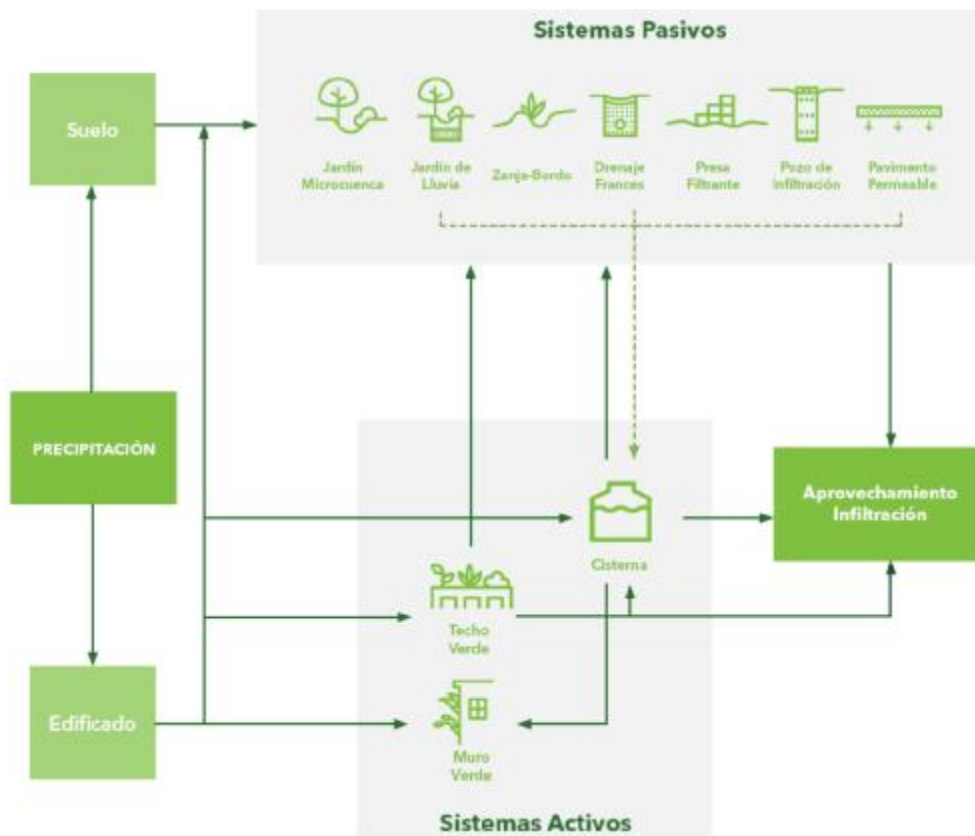 Sistemas Pasivos
Suelo
Jardín
Microcuenca
Jardín de
Lluvia
Zanja-Bordo
Drenaje
Frances
Presa
Filtrante
Pozo de
Infiltración
Pavimento
Permeable
PRECIPITACIÓN
Aprovechamiento
Infiltración
Cisterna
Techo
Verde
Edificado
Muro
Verde
Sistemas Activos